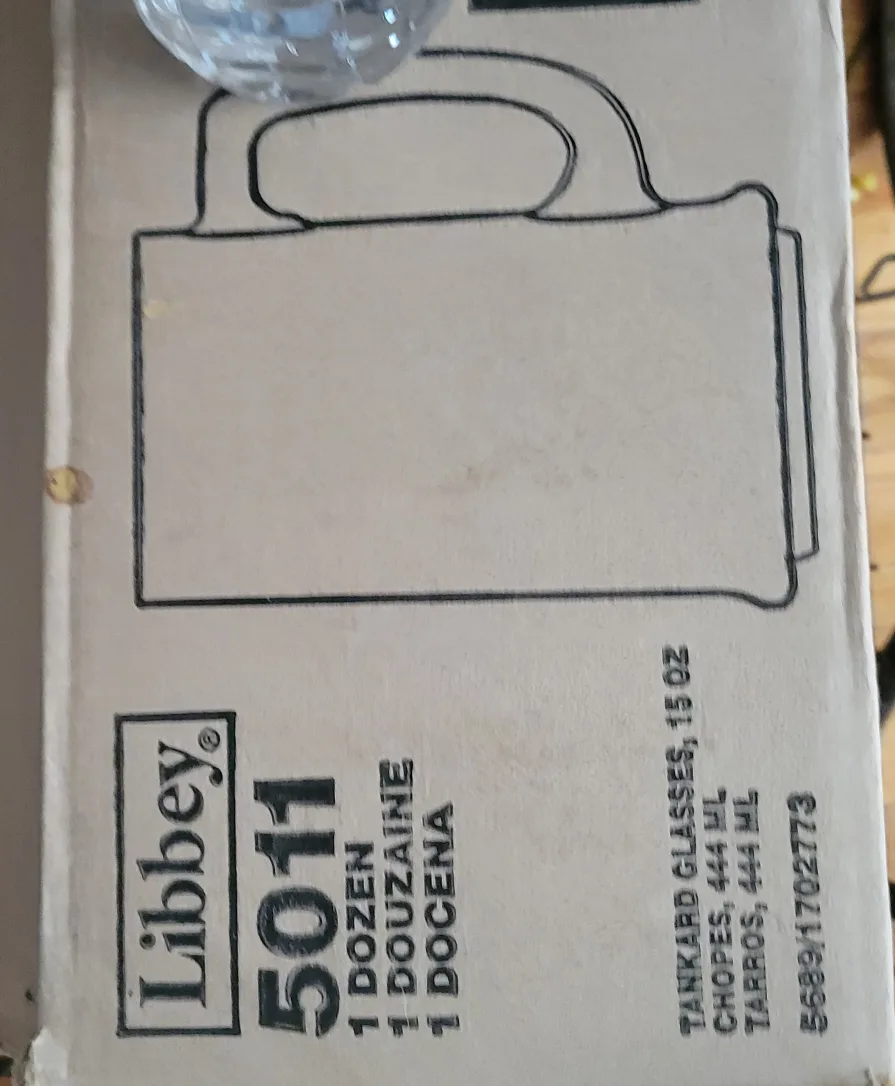 Libbey®
5011
1 DOZEN
1 DOUZAINE
1 DOCENA
TANKARD GLASSES, 15 OZ
CHOPES, 444 ML
TARROS, 444 ML
5689/1702773